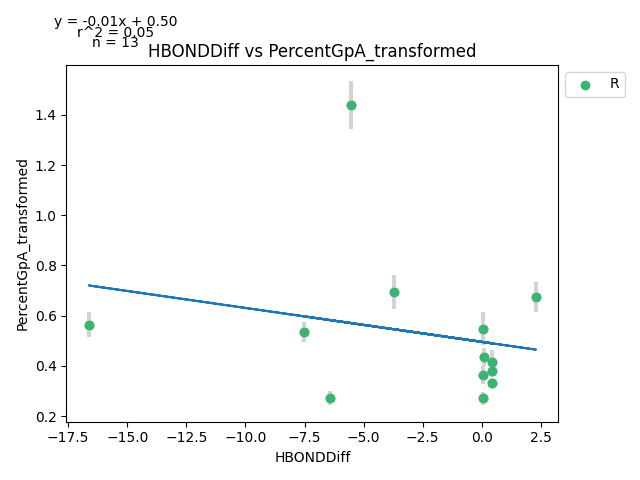 y = -0.01x + 0.50
r^2 = 0.05
n = 13
HBONDDiff vs PercentGpA_transformed
R
PercentGpA_transformed
1.4
1.2
1.0
0.8
0.6
0.4
0.2
−17.5 −15.0 −12.5 −10.0 −7.5 −5.0 −2.5 0.0 2.5
HBONDDiff